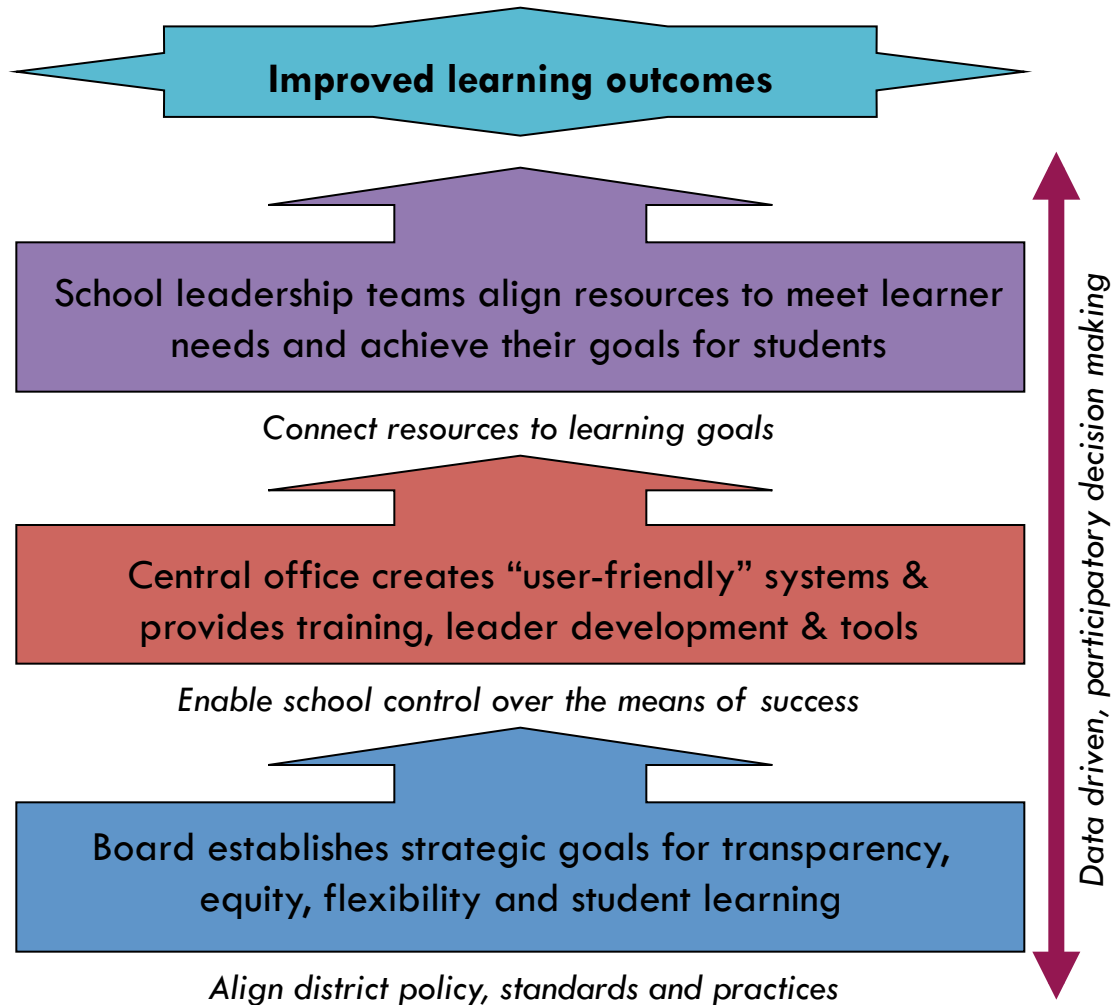 Improved learning outcomes
School leadership teams align resources to meet learner
needs and achieve their goals for students
Connect resources to learning goals
Central office creates “user-friendly” systems &
provides training, leader development & tools
Enable school control over the means of success
Board establishes strategic goals for transparency,
equity, flexibility and student learning
Align district policy, standards and practices
Data driven, participatory decision making